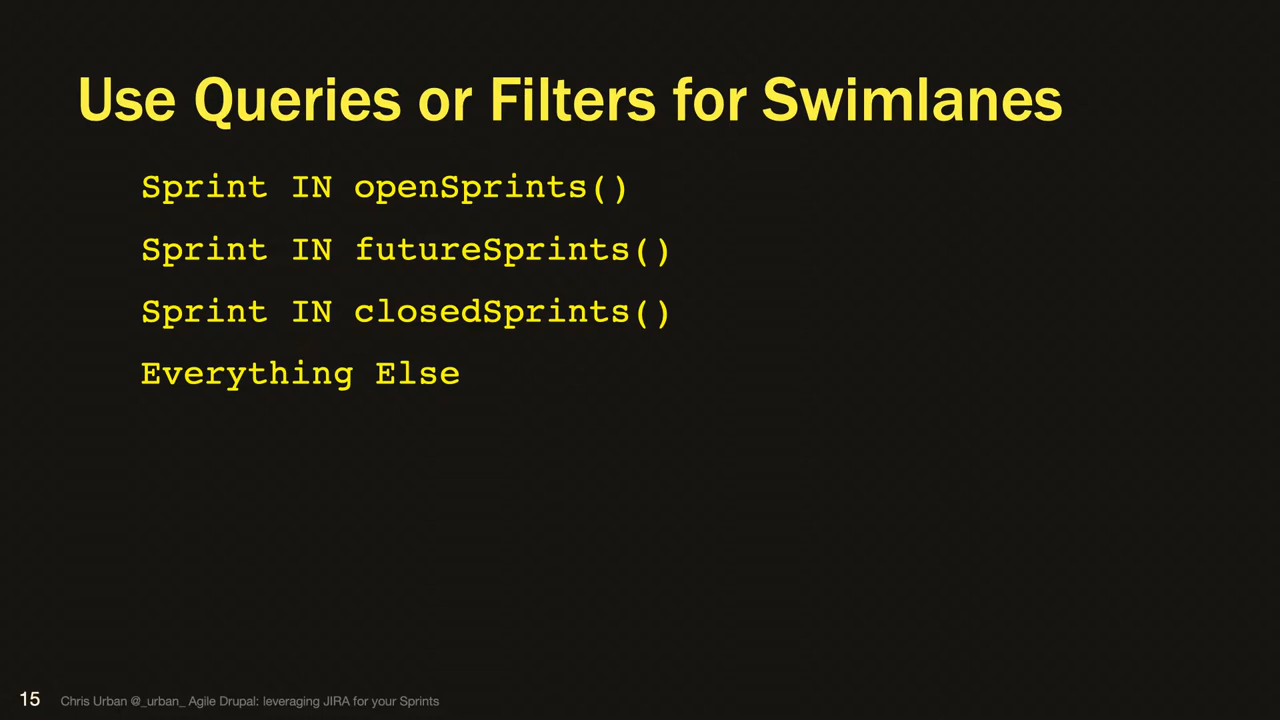 Use Queries or Filters for Swimlanes
Sprint IN openSprints()
Sprint IN futureSprints()
Sprint IN closedSprints()
Everything Else
15 Chris Urban @_urban_ Agile Drupal: leveraging JIRA for your Sprints